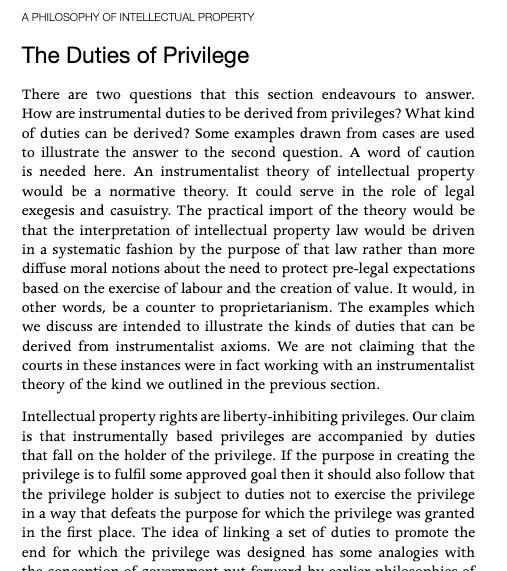 A PHILOSOPHY OF INTELLECTUAL PROPERTY
The Duties of Privilege
There are two questions that this section endeavours to answer.
How are instrumental duties to be derived from privileges? What kind
of duties can be derived? Some examples drawn from cases are used
to illustrate the answer to the second question. A word of caution
is needed here. An instrumentalist theory of intellectual property
would be a normative theory. It could serve in the role of legal
exegesis and casuistry. The practical import of the theory would be
that the interpretation of intellectual property law would be driven
in a systematic fashion by the purpose of that law rather than more
diffuse moral notions about the need to protect pre-legal expectations
based on the exercise of labour and the creation of value. It would, in
other words, be a counter to proprietarianism. The examples which
we discuss are intended to illustrate the kinds of duties that can be
derived from instrumentalist axioms. We are not claiming that the
courts in these instances were in fact working with an instrumentalist
theory of the kind we outlined in the previous section.
Intellectual property rights are liberty-inhibiting privileges. Our claim
is that instrumentally based privileges are accompanied by duties
that fall on the holder of the privilege. If the purpose in creating the
privilege is to fulfil some approved goal then it should also follow that
the privilege holder is subject to duties not to exercise the privilege
in a way that defeats the purpose for which the privilege was granted
in the first place. The idea of linking a set of duties to promote the
end for which the privilege was designed has some analogies with
the conception of government put forward by earlier philosophies of